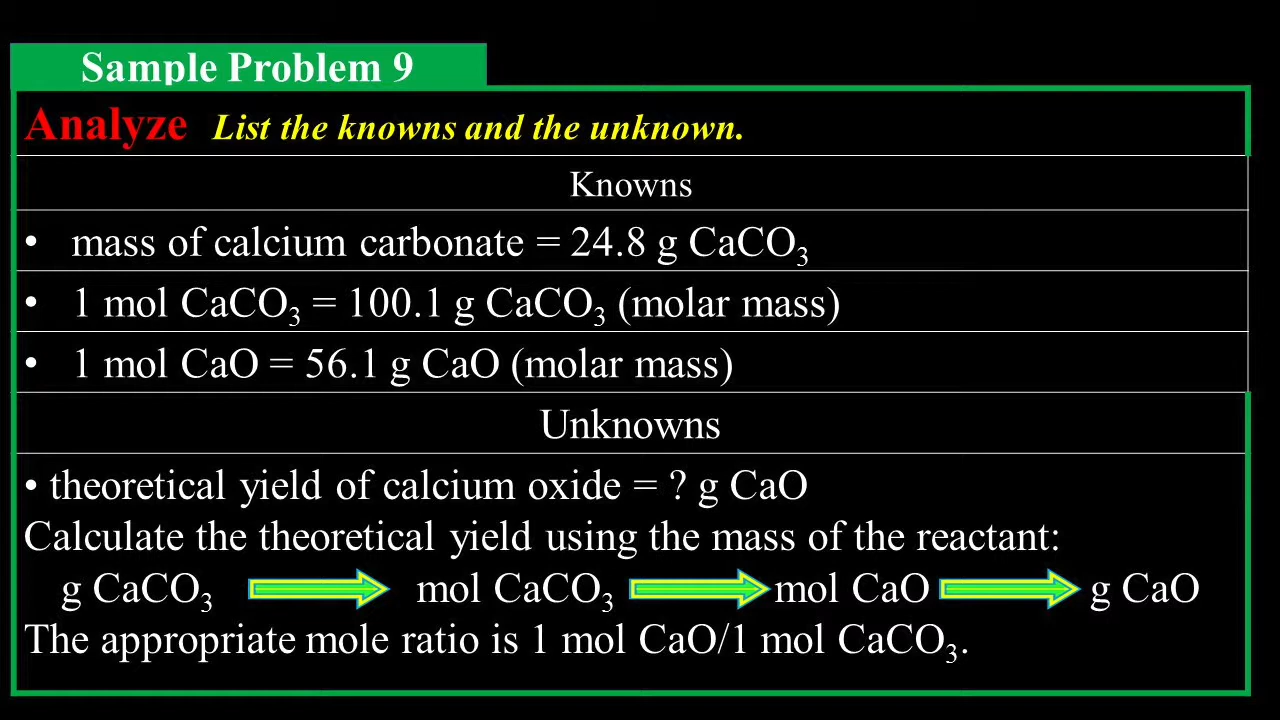 Sample Problem 9
Analyze List the knowns and the unknown.
Knowns
• mass of calcium carbonate = 24.8 g CaCO₃
• 1 mol CaCO₃ = 100.1 g CaCO₃ (molar mass)
• 1 mol CaO = 56.1 g CaO (molar mass)
Unknowns
• theoretical yield of calcium oxide = ? g CaO
Calculate the theoretical yield using the mass of the reactant:
g CaCO₃ mol CaCO₃ mol CaO g CaO
The appropriate mole ratio is 1 mol CaO/1 mol CaCO₃.